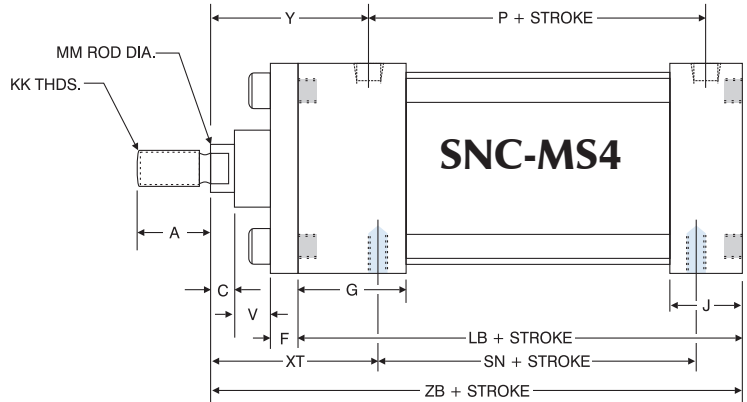 Y
P + STROKE
MM ROD DIA.
KK THDS.
SNC-MS4
A
C
G
J
V
F
LB + STROKE
XT
SN + STROKE
ZB + STROKE